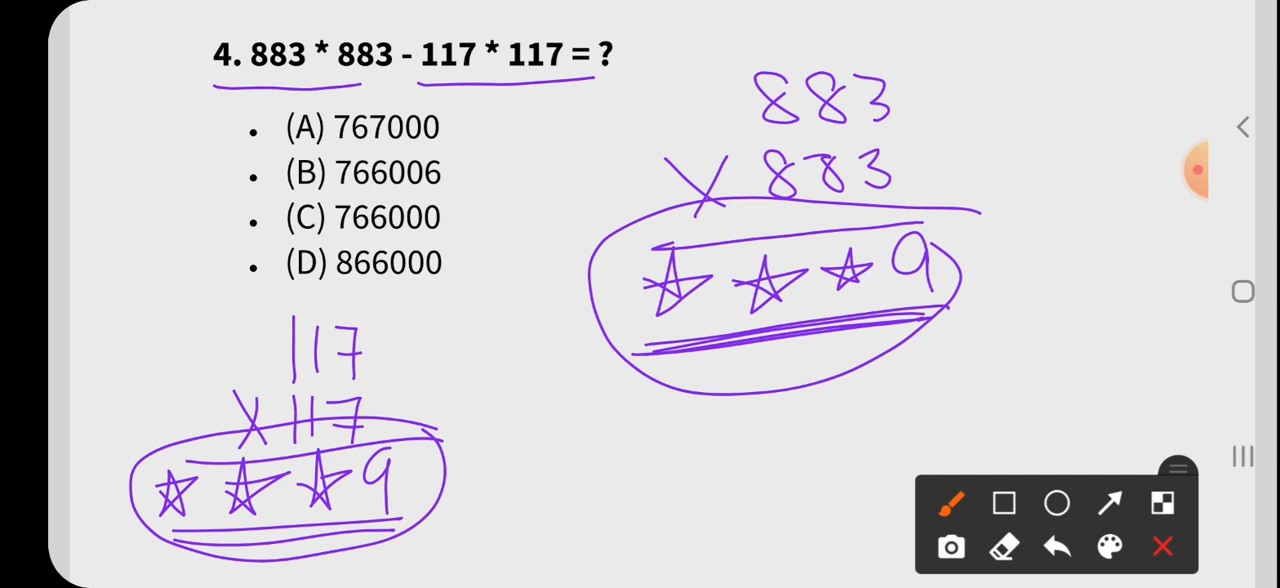 4. 883 * 883 - 117 * 117 = ?
(A) 767000
(B) 766006
(C) 766000
(D) 866000
883
X 883
9
117
X 117
9